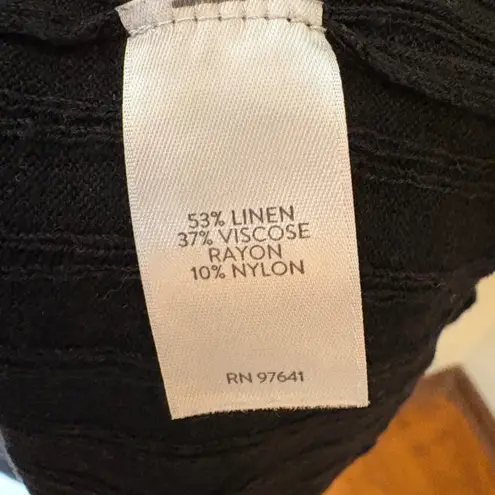 53% LINEN
37% VISCOSE
RAYON
10% NYLON
RN 97641